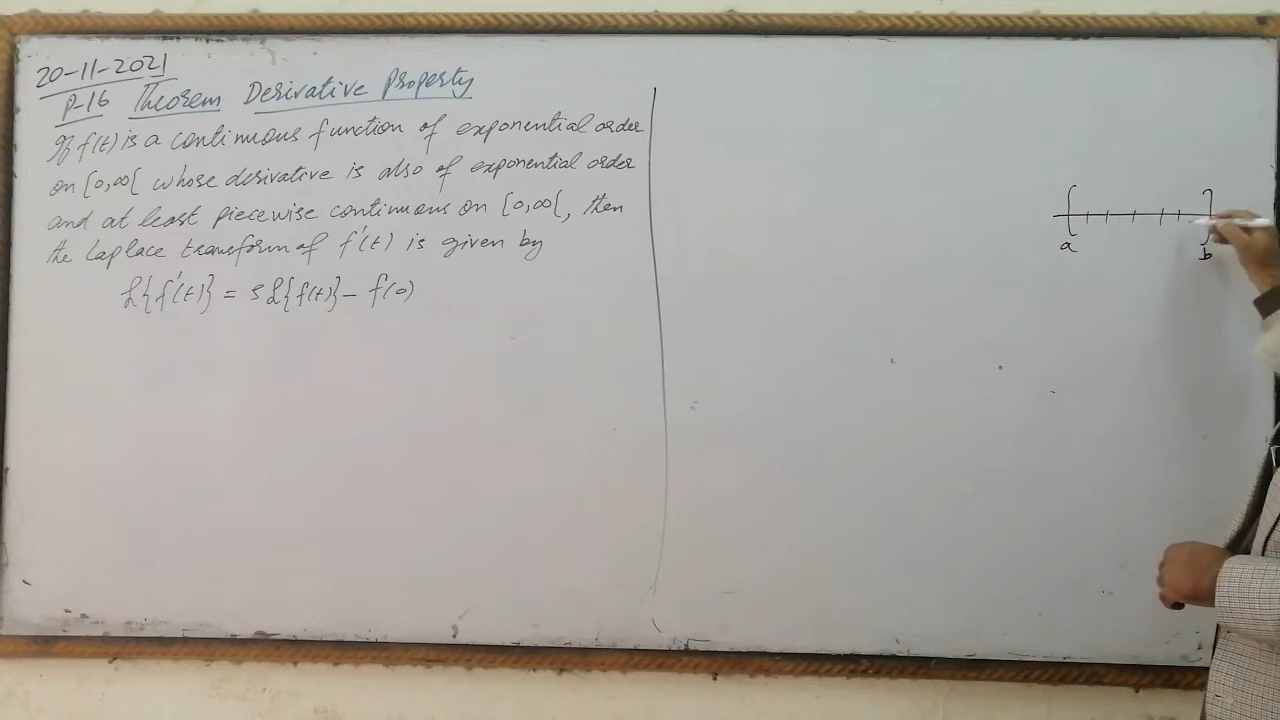 20-11-2021
P-16 Theorem Derivative Property
If f(t) is a continuous function of exponential order
on [0,∞[ whose derivative is also of exponential order
and at least piecewise continuous on [0,∞[, then
the Laplace transform of f'(t) is given by
ℒ{f'(t)} = s ℒ{f(t)} - f(0)
a b